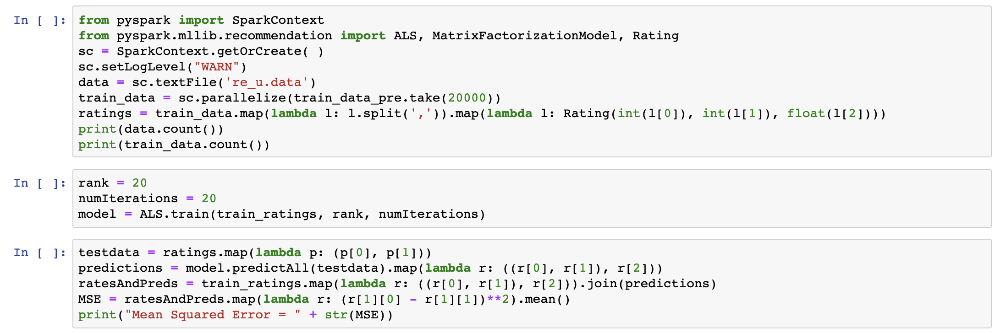 In [ ]: from pyspark import SparkContext
from pyspark.mllib.recommendation import ALS, MatrixFactorizationModel, Rating
sc = SparkContext.getOrCreate( )
sc.setLogLevel("WARN")
data = sc.textFile('re_u.data')
train_data = sc.parallelize(train_data_pre.take(20000))
ratings = train_data.map(lambda l: l.split(',')).map(lambda l: Rating(int(l[0]), int(l[1]), float(l[2])))
print(data.count())
print(train_data.count())
In [ ]: rank = 20
numIterations = 20
model = ALS.train(train_ratings, rank, numIterations)
In [ ]: testdata = ratings.map(lambda p: (p[0], p[1]))
predictions = model.predictAll(testdata).map(lambda r: ((r[0], r[1]), r[2]))
ratesAndPreds = train_ratings.map(lambda r: ((r[0], r[1]), r[2])).join(predictions)
MSE = ratesAndPreds.map(lambda r: (r[1][0] - r[1][1])**2).mean()
print("Mean Squared Error = " + str(MSE))